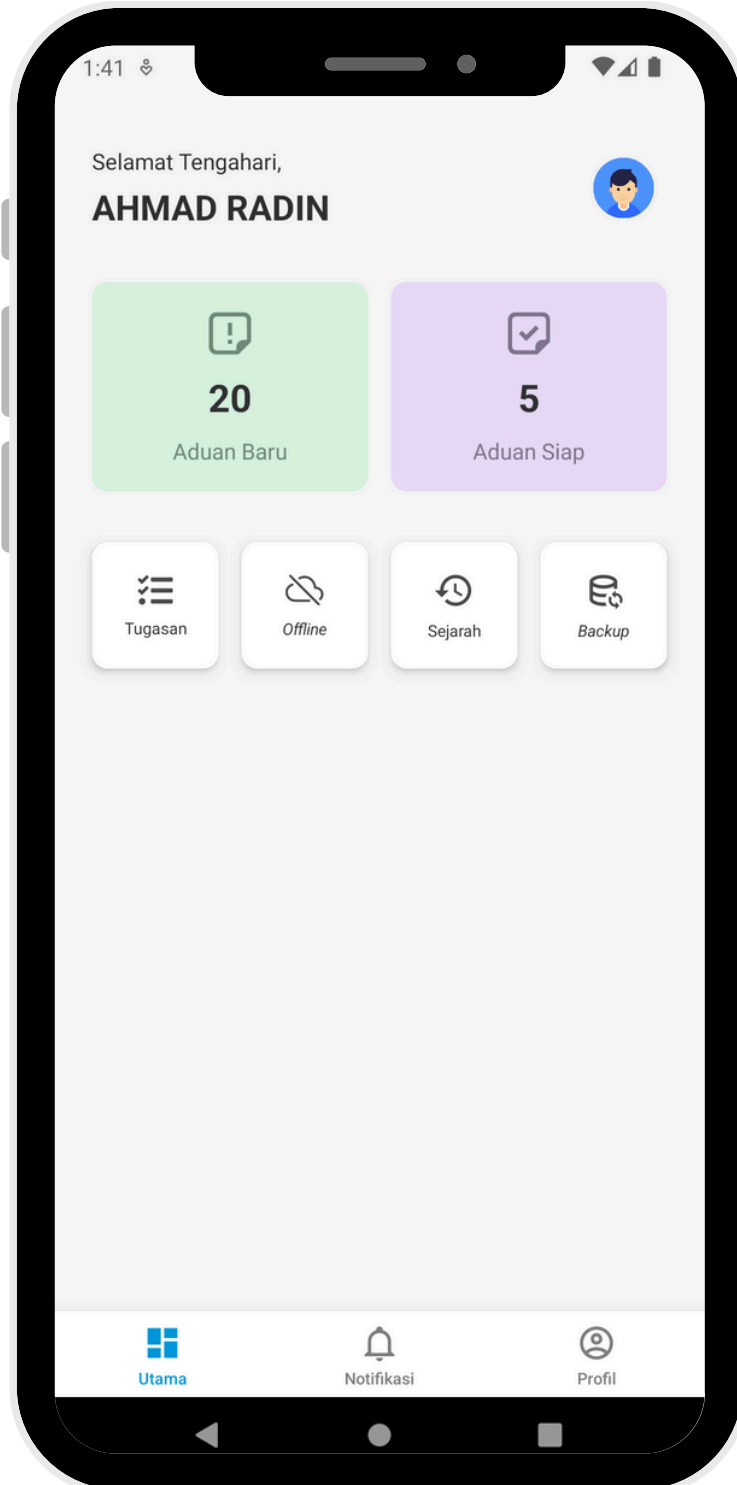 1:41
Selamat Tengahari,
AHMAD RADIN
20
Aduan Baru
5
Aduan Siap
Tugasan
Offline
Sejarah
Backup
Utama
Notifikasi
Profil